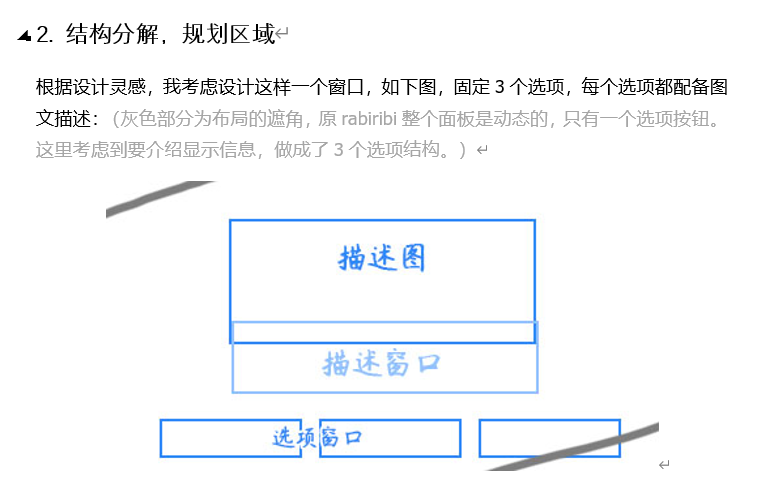 2. 结构分解，规划区域
根据设计灵感，我考虑设计这样一个窗口，如下图，固定 3 个选项，每个选项都配备图
文描述：（灰色部分为布局的遮角，原 rabiribi 整个面板是动态的，只有一个选项按钮。
这里考虑到要介绍显示信息，做成了 3 个选项结构。）
描述图
描述窗口
选项窗口